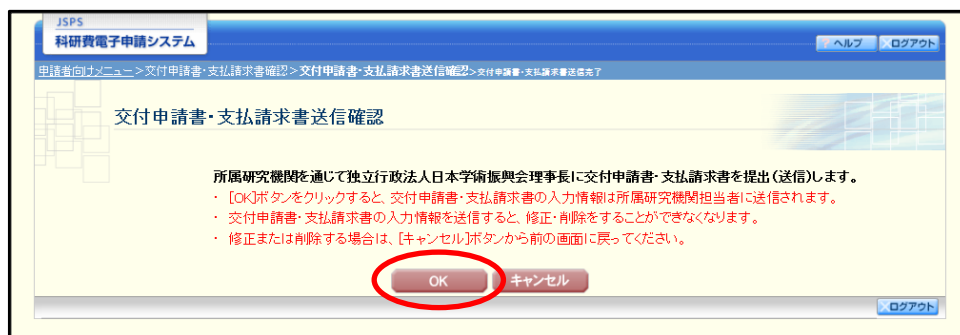 JSPS
科研費電子申請システム
? ヘルプ
ログアウト
申請者向けメニュー>交付申請書・支払請求書確認>交付申請書・支払請求書送信確認>交付申請書・支払請求書送信完了
交付申請書・支払請求書送信確認
所属研究機関を通じて独立行政法人日本学術振興会理事長に交付申請書・支払請求書を提出(送信)します。
・ [OK]ボタンをクリックすると、交付申請書・支払請求書の入力情報は所属研究機関担当者に送信されます。
・ 交付申請書・支払請求書の入力情報を送信すると、修正・削除をすることができなくなります。
・ 修正または削除する場合は、[キャンセル]ボタンから前の画面に戻ってください。
OK
キャンセル
ログアウト